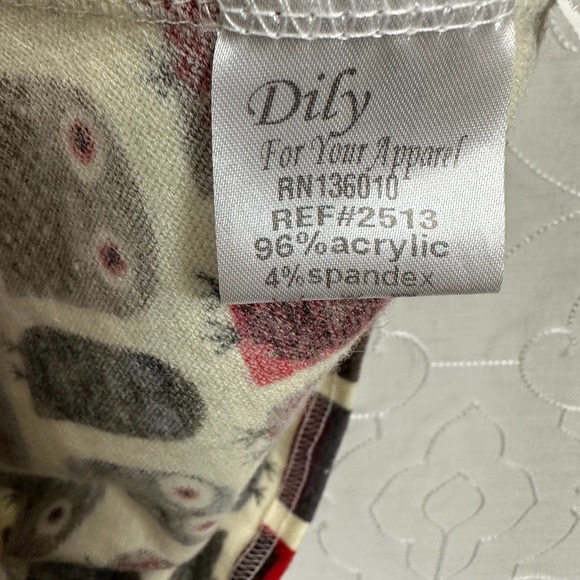 Dily
For Your Apparel
RN136010
REF#2513
96%acrylic
4%spandex